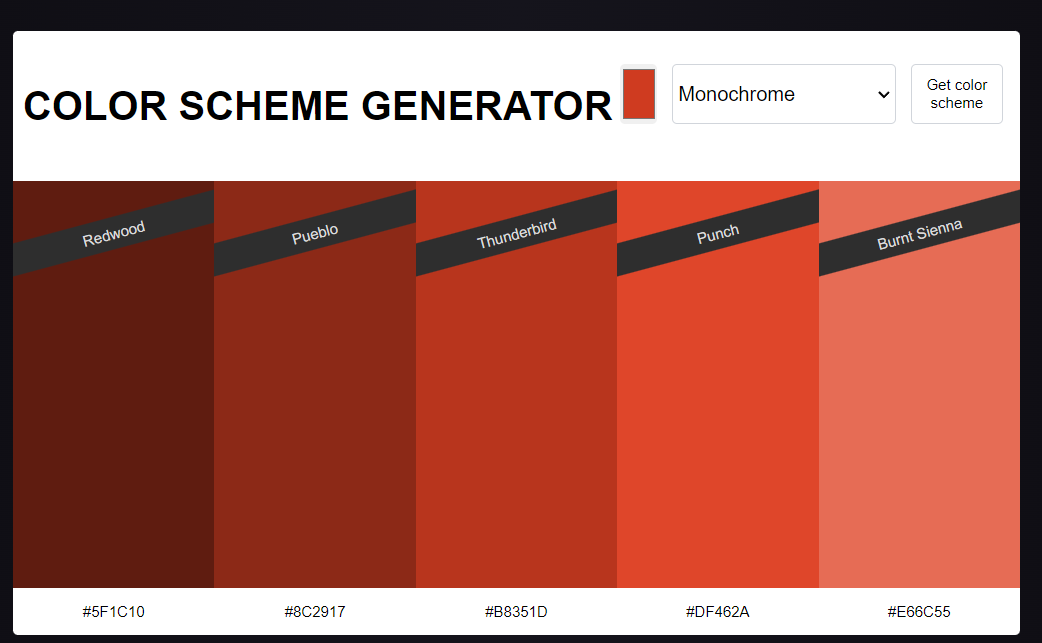 COLOR SCHEME GENERATOR
Monochrome
Get color
scheme
Redwood
Pueblo
Thunderbird
Punch
Burnt Sienna
#5F1C10
#8C2917
#B8351D
#DF462A
#E66C55